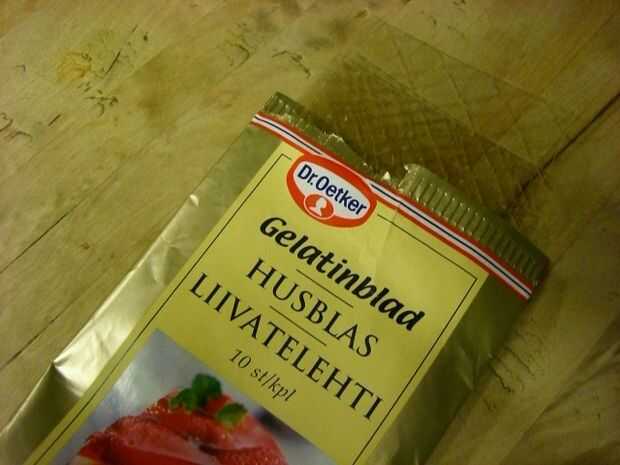 Dr.Oetker
Gelatinblad
HUSBLAS
LIIVATELEHTI
10 st/kpl